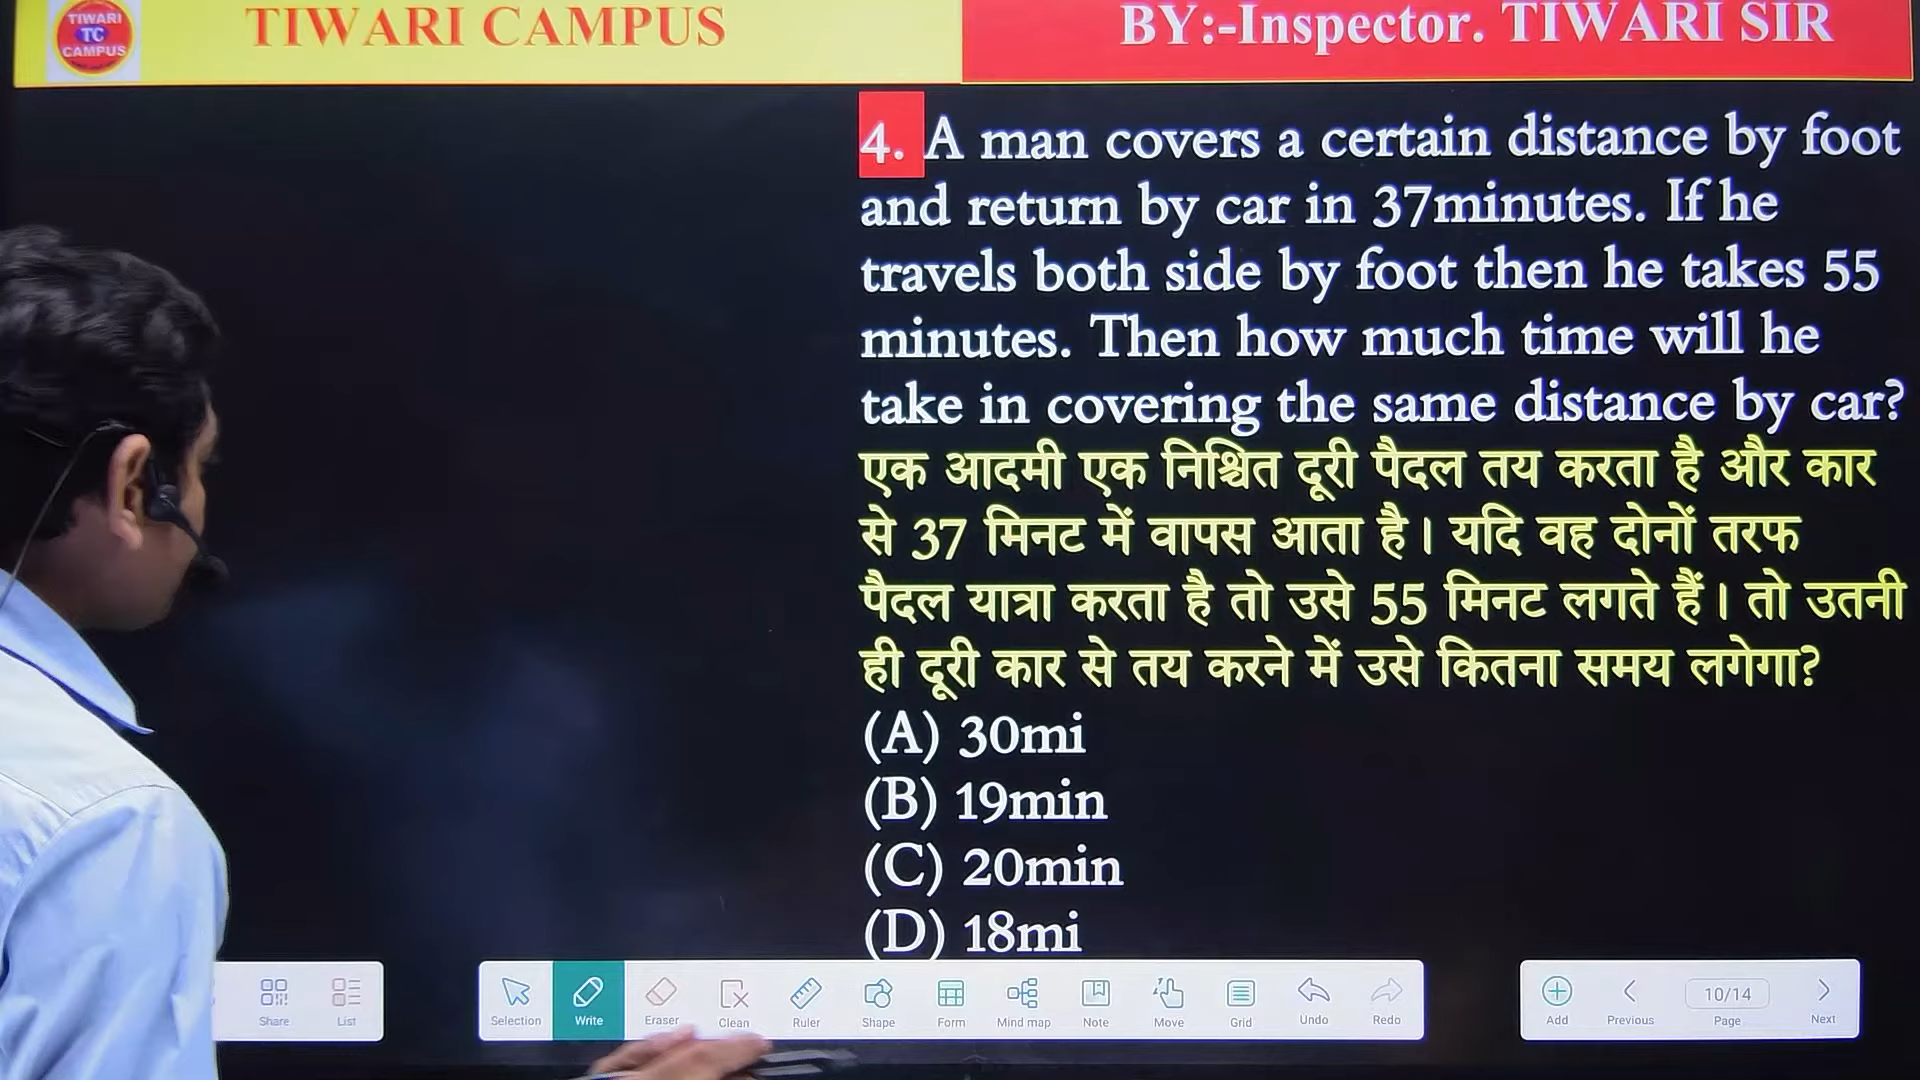 TIWARI
TC
CAMPUS
TIWARI CAMPUS
BY:-Inspector. TIWARI SIR
4. A man covers a certain distance by foot
and return by car in 37minutes. If he
travels both side by foot then he takes 55
minutes. Then how much time will he
take in covering the same distance by car?
एक आदमी एक निश्चित दूरी पैदल तय करता है और कार
से 37 मिनट में वापस आता है। यदि वह दोनों तरफ
पैदल यात्रा करता है तो उसे 55 मिनट लगते हैं। तो उतनी
ही दूरी कार से तय करने में उसे कितना समय लगेगा?
(A) 30mi
(B) 19min
(C) 20min
(D) 18mi
Share List Selection Write Eraser Clean Ruler Shape Form Mind map Note Move Grid Undo Redo Add Previous 10/14 Page Next